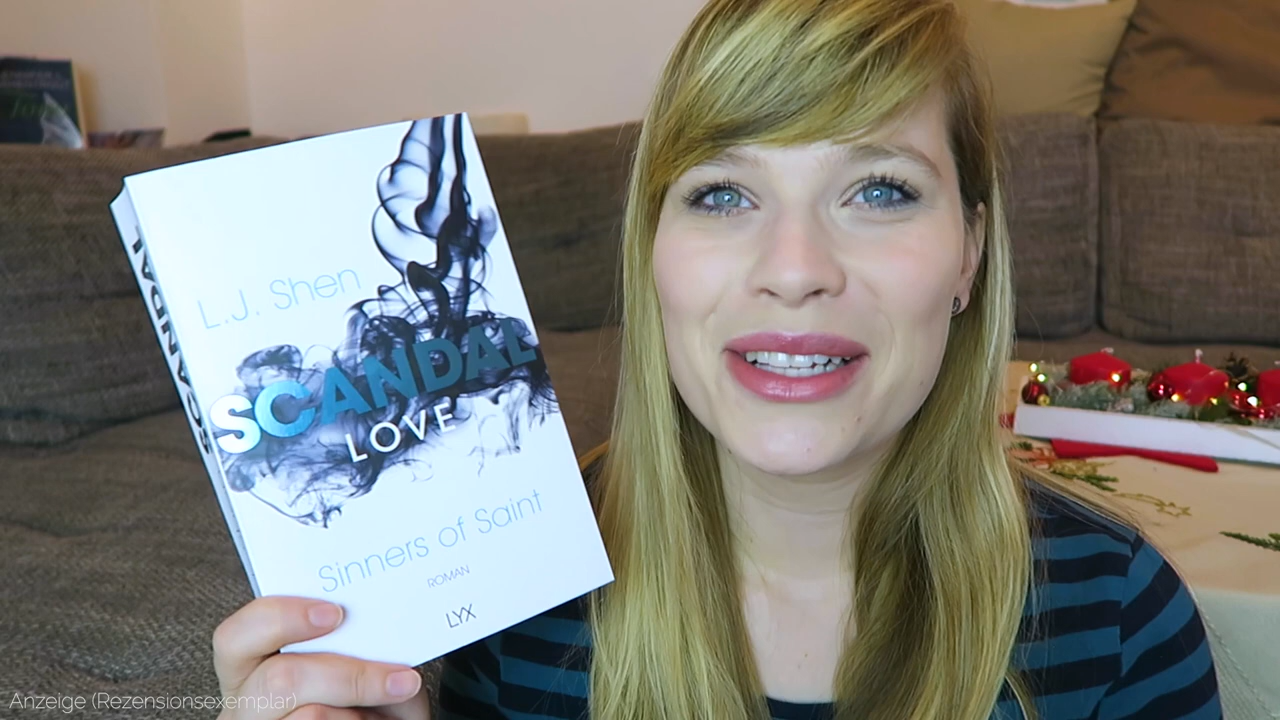 L.J. Shen
SCANDAL
LOVE
Sinners of Saint
ROMAN
LYX
SCANDAL
Anzeige (Rezensionsexemplar)